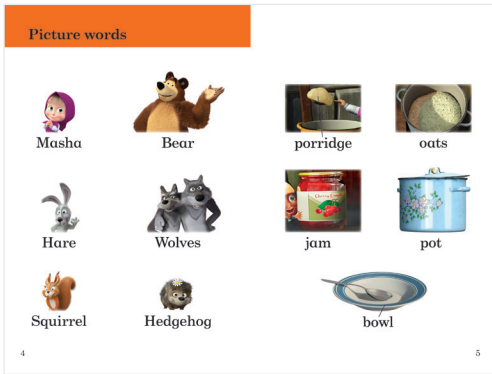 Picture words
Masha
Bear
Hare
Wolves
Squirrel
Hedgehog
4
porridge
oats
jam
pot
bowl
5